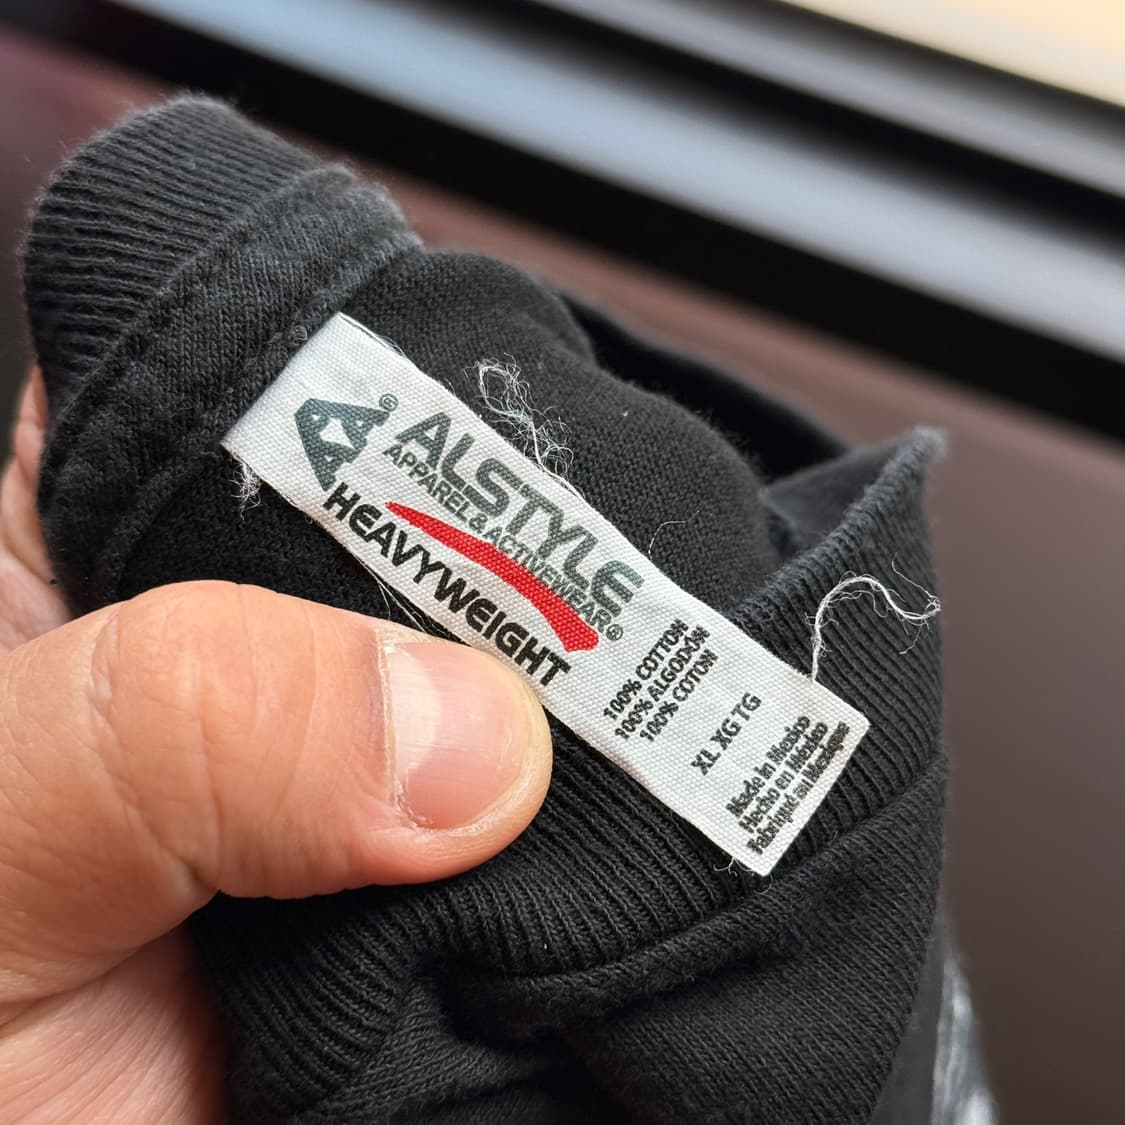 ALSTYLE
APPAREL & ACTIVEWEAR®
HEAVYWEIGHT
100% COTTON
100% ALGODÓN
100% COTON
XL XG TG
Made in Mexico
Hecho en México
Fabriqué au Mexique